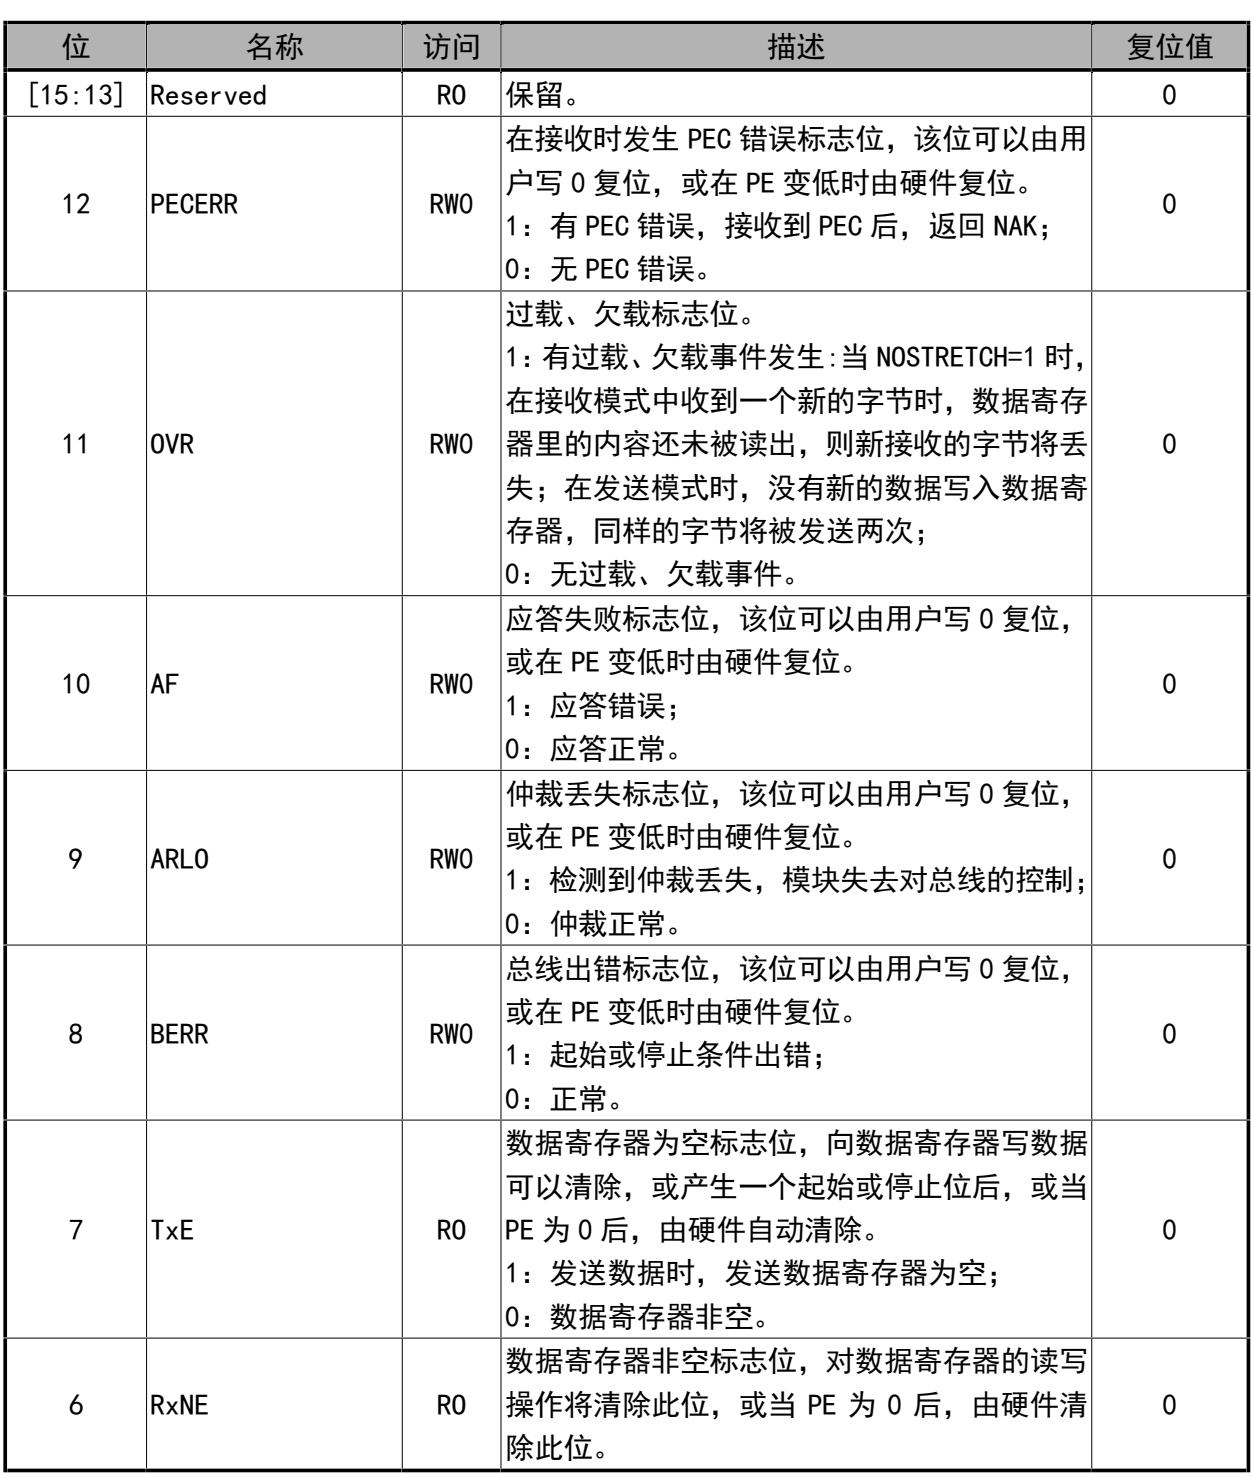 位 名称 访问 描述 复位值
[15:13] Reserved RO 保留。 0
在接收时发生 PEC 错误标志位，该位可以由用
户写 0 复位，或在 PE 变低时由硬件复位。
12 PECERR RW0 0
1：有 PEC 错误，接收到 PEC 后，返回 NAK；
0：无 PEC 错误。
过载、欠载标志位。
1：有过载、欠载事件发生：当 NOSTRETCH=1 时，
在接收模式中收到一个新的字节时，数据寄存
11 OVR RW0 器里的内容还未被读出，则新接收的字节将丢 0
失；在发送模式时，没有新的数据写入数据寄
存器，同样的字节将被发送两次；
0：无过载、欠载事件。
应答失败标志位，该位可以由用户写 0 复位，
或在 PE 变低时由硬件复位。
10 AF RW0 0
1：应答错误；
0：应答正常。
仲裁丢失标志位，该位可以由用户写 0 复位，
或在 PE 变低时由硬件复位。
9 ARLO RW0 0
1：检测到仲裁丢失，模块失去对总线的控制；
0：仲裁正常。
总线出错标志位，该位可以由用户写 0 复位，
或在 PE 变低时由硬件复位。
8 BERR RW0 0
1：起始或停止条件出错；
0：正常。
数据寄存器为空标志位，向数据寄存器写数据
可以清除，或产生一个起始或停止位后，或当
7 TxE RO PE 为 0 后，由硬件自动清除。 0
1：发送数据时，发送数据寄存器为空；
0：数据寄存器非空。
数据寄存器非空标志位，对数据寄存器的读写
6 RxNE RO 操作将清除此位，或当 PE 为 0 后，由硬件清 0
除此位。